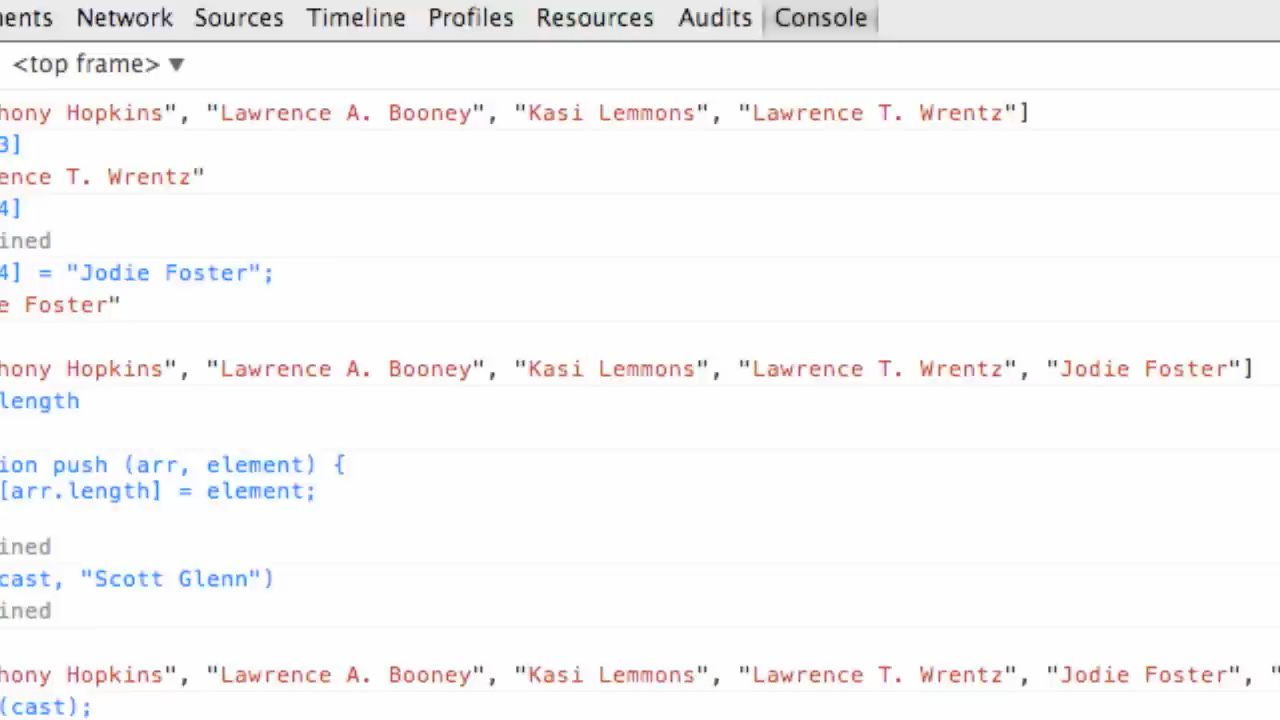 ents Network Sources Timeline Profiles Resources Audits Console
<top frame> ▼
hony Hopkins", "Lawrence A. Booney", "Kasi Lemmons", "Lawrence T. Wrentz"]
3]
ence T. Wrentz"
4]
ined
4] = "Jodie Foster";
e Foster"
hony Hopkins", "Lawrence A. Booney", "Kasi Lemmons", "Lawrence T. Wrentz", "Jodie Foster"]
length
ion push (arr, element) {
[arr.length] = element;
ined
cast, "Scott Glenn")
ined
hony Hopkins", "Lawrence A. Booney", "Kasi Lemmons", "Lawrence T. Wrentz", "Jodie Foster", "
(cast);